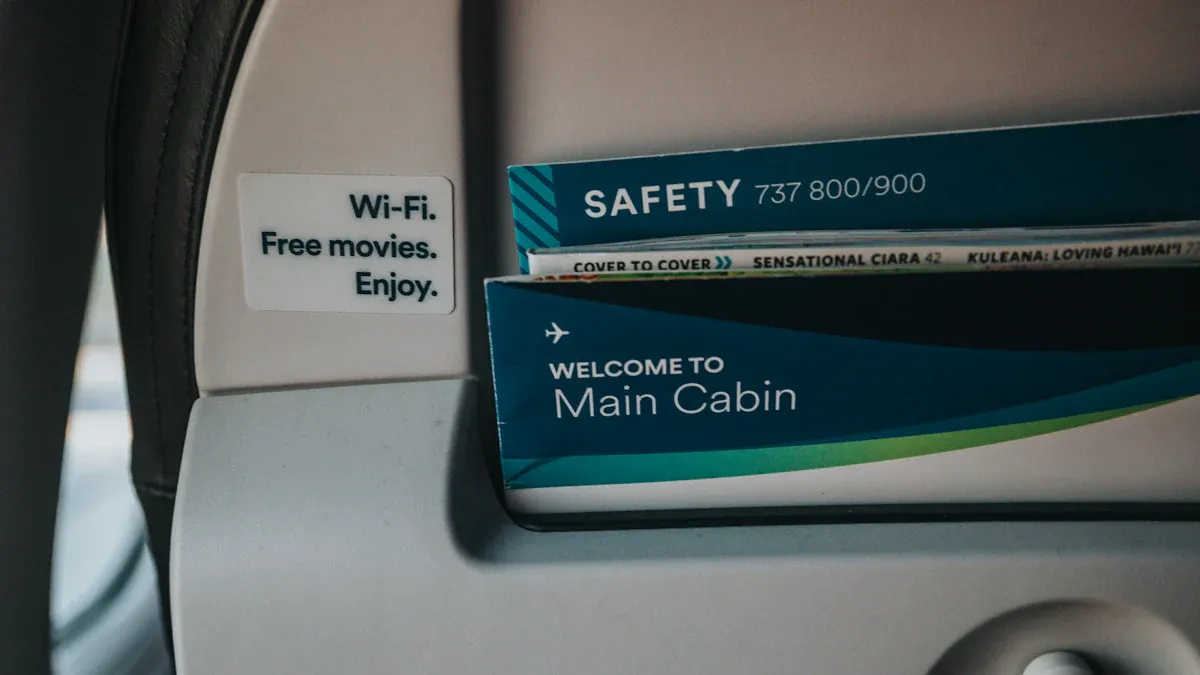 Wi-Fi.
Free movies.
Enjoy.
SAFETY 737 800/900
COVER TO COVER » SENSATIONAL CIARA 42 KULEANA: LOVING HAWAI'I
WELCOME TO
Main Cabin